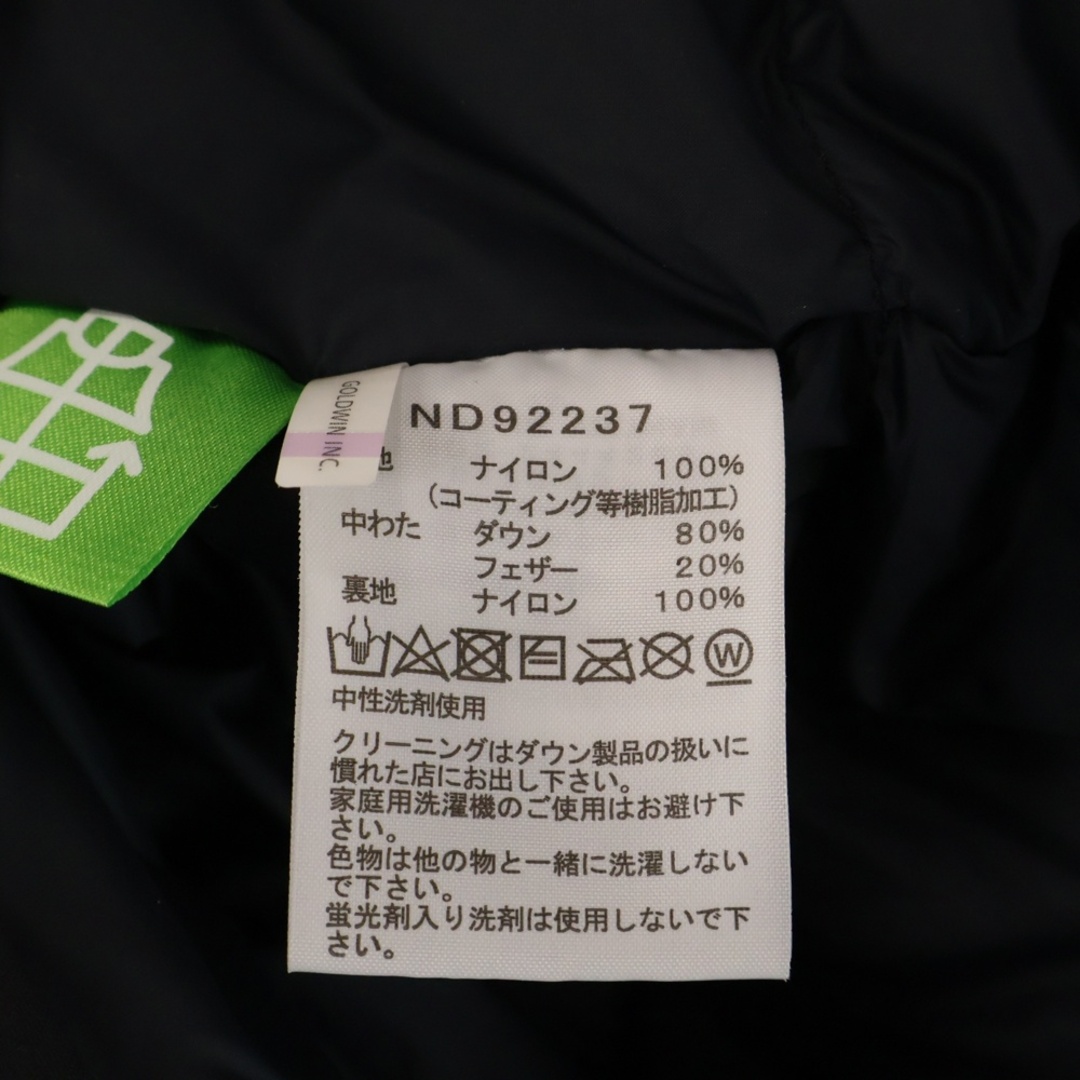 GOLDWIN INC.
ND92237
地 ナイロン 100%
(コーティング等樹脂加工)
中わた ダウン 80%
フェザー 20%
裏地 ナイロン 100%
W
中性洗剤使用
クリーニングはダウン製品の扱いに
慣れた店にお出し下さい。
家庭用洗濯機のご使用はお避け下
さい。
色物は他の物と一緒に洗濯しない
で下さい。
蛍光剤入り洗剤は使用しないで下
さい。